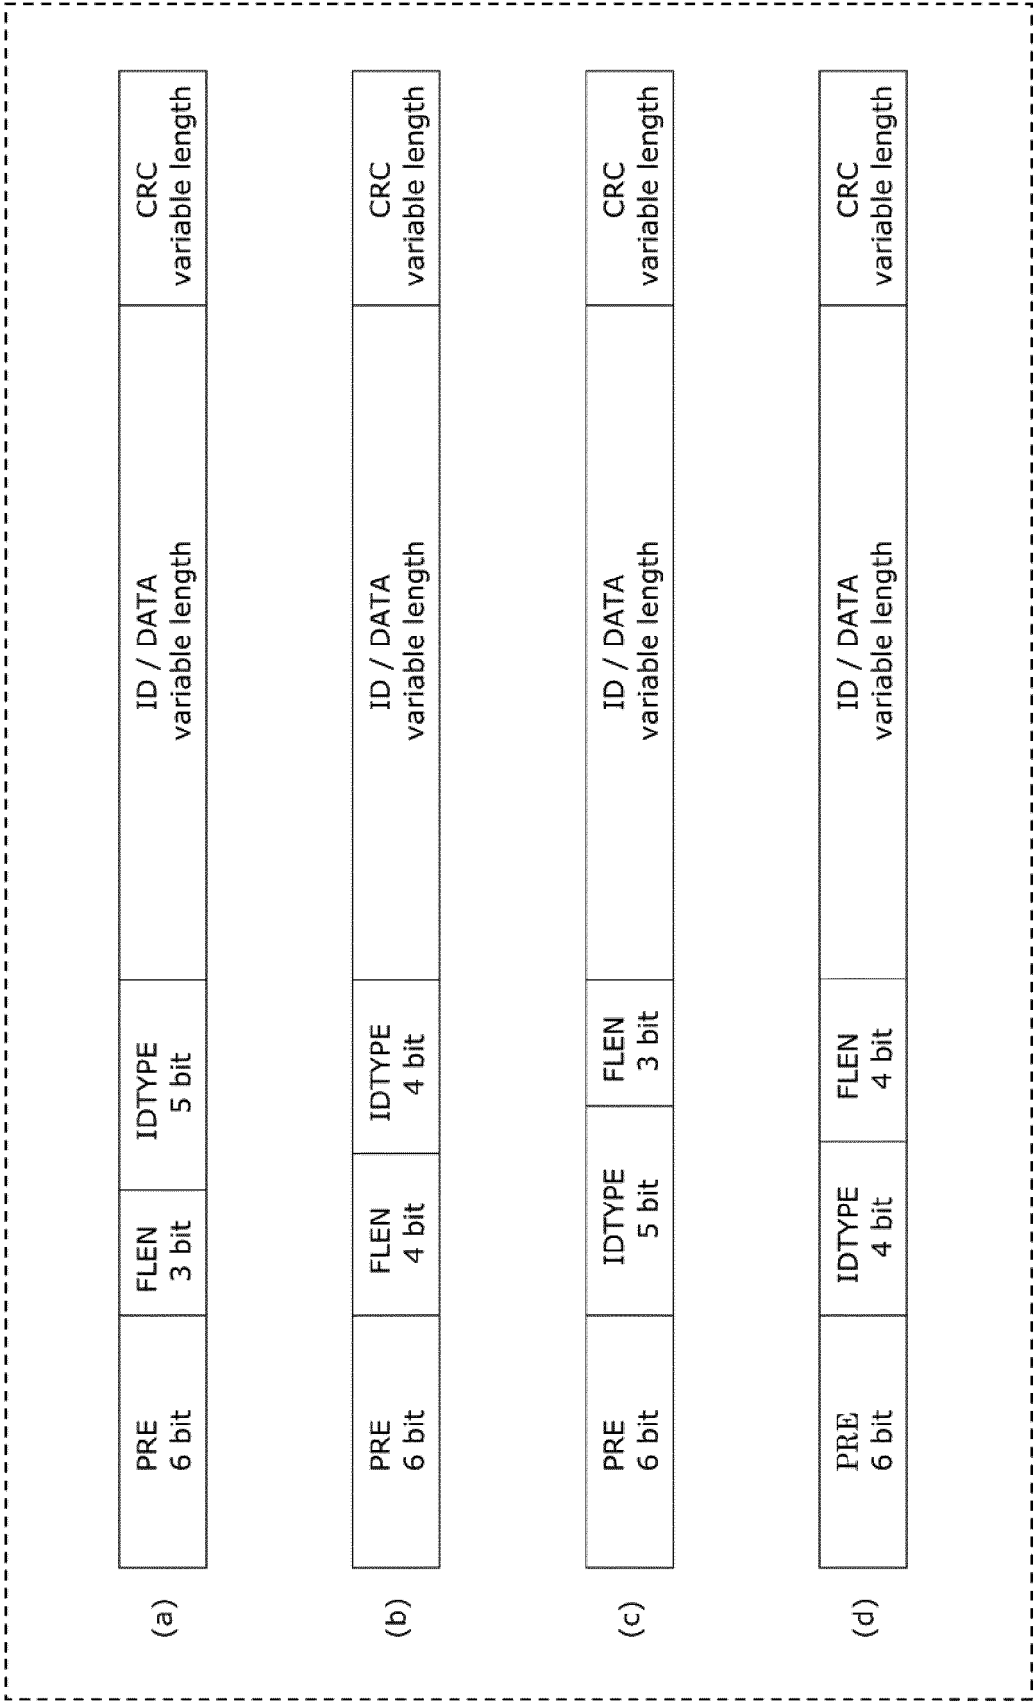 (a)
PRE
6 bit
FLEN
3 bit
IDTYPE
5 bit
ID / DATA
variable length
CRC
variable length
(b)
PRE
6 bit
FLEN
4 bit
IDTYPE
4 bit
ID / DATA
variable length
CRC
variable length
(c)
PRE
6 bit
IDTYPE
5 bit
FLEN
3 bit
ID / DATA
variable length
CRC
variable length
(d)
PRE
6 bit
IDTYPE
4 bit
FLEN
4 bit
ID / DATA
variable length
CRC
variable length